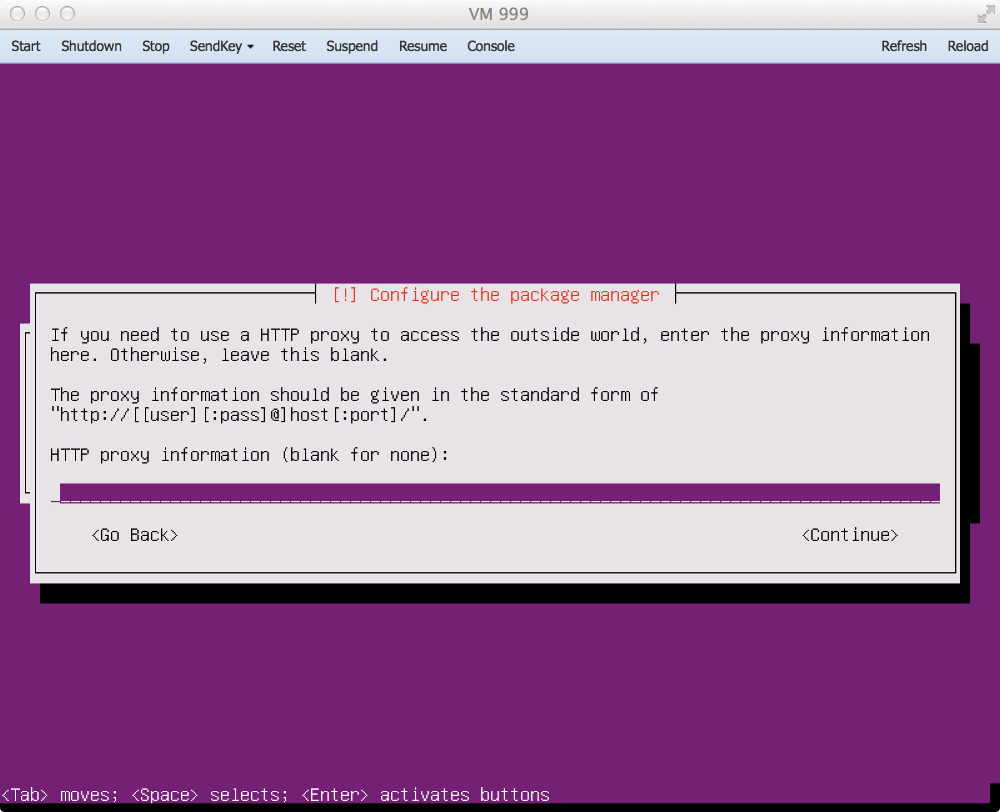 VM 999
Start Shutdown Stop SendKey Reset Suspend Resume Console Refresh Reload
[!] Configure the package manager
If you need to use a HTTP proxy to access the outside world, enter the proxy information
here. Otherwise, leave this blank.
The proxy information should be given in the standard form of
"http://[[user][:pass]@]host[:port]/".
HTTP proxy information (blank for none):
<Go Back> <Continue>
<Tab> moves; <Space> selects; <Enter> activates buttons